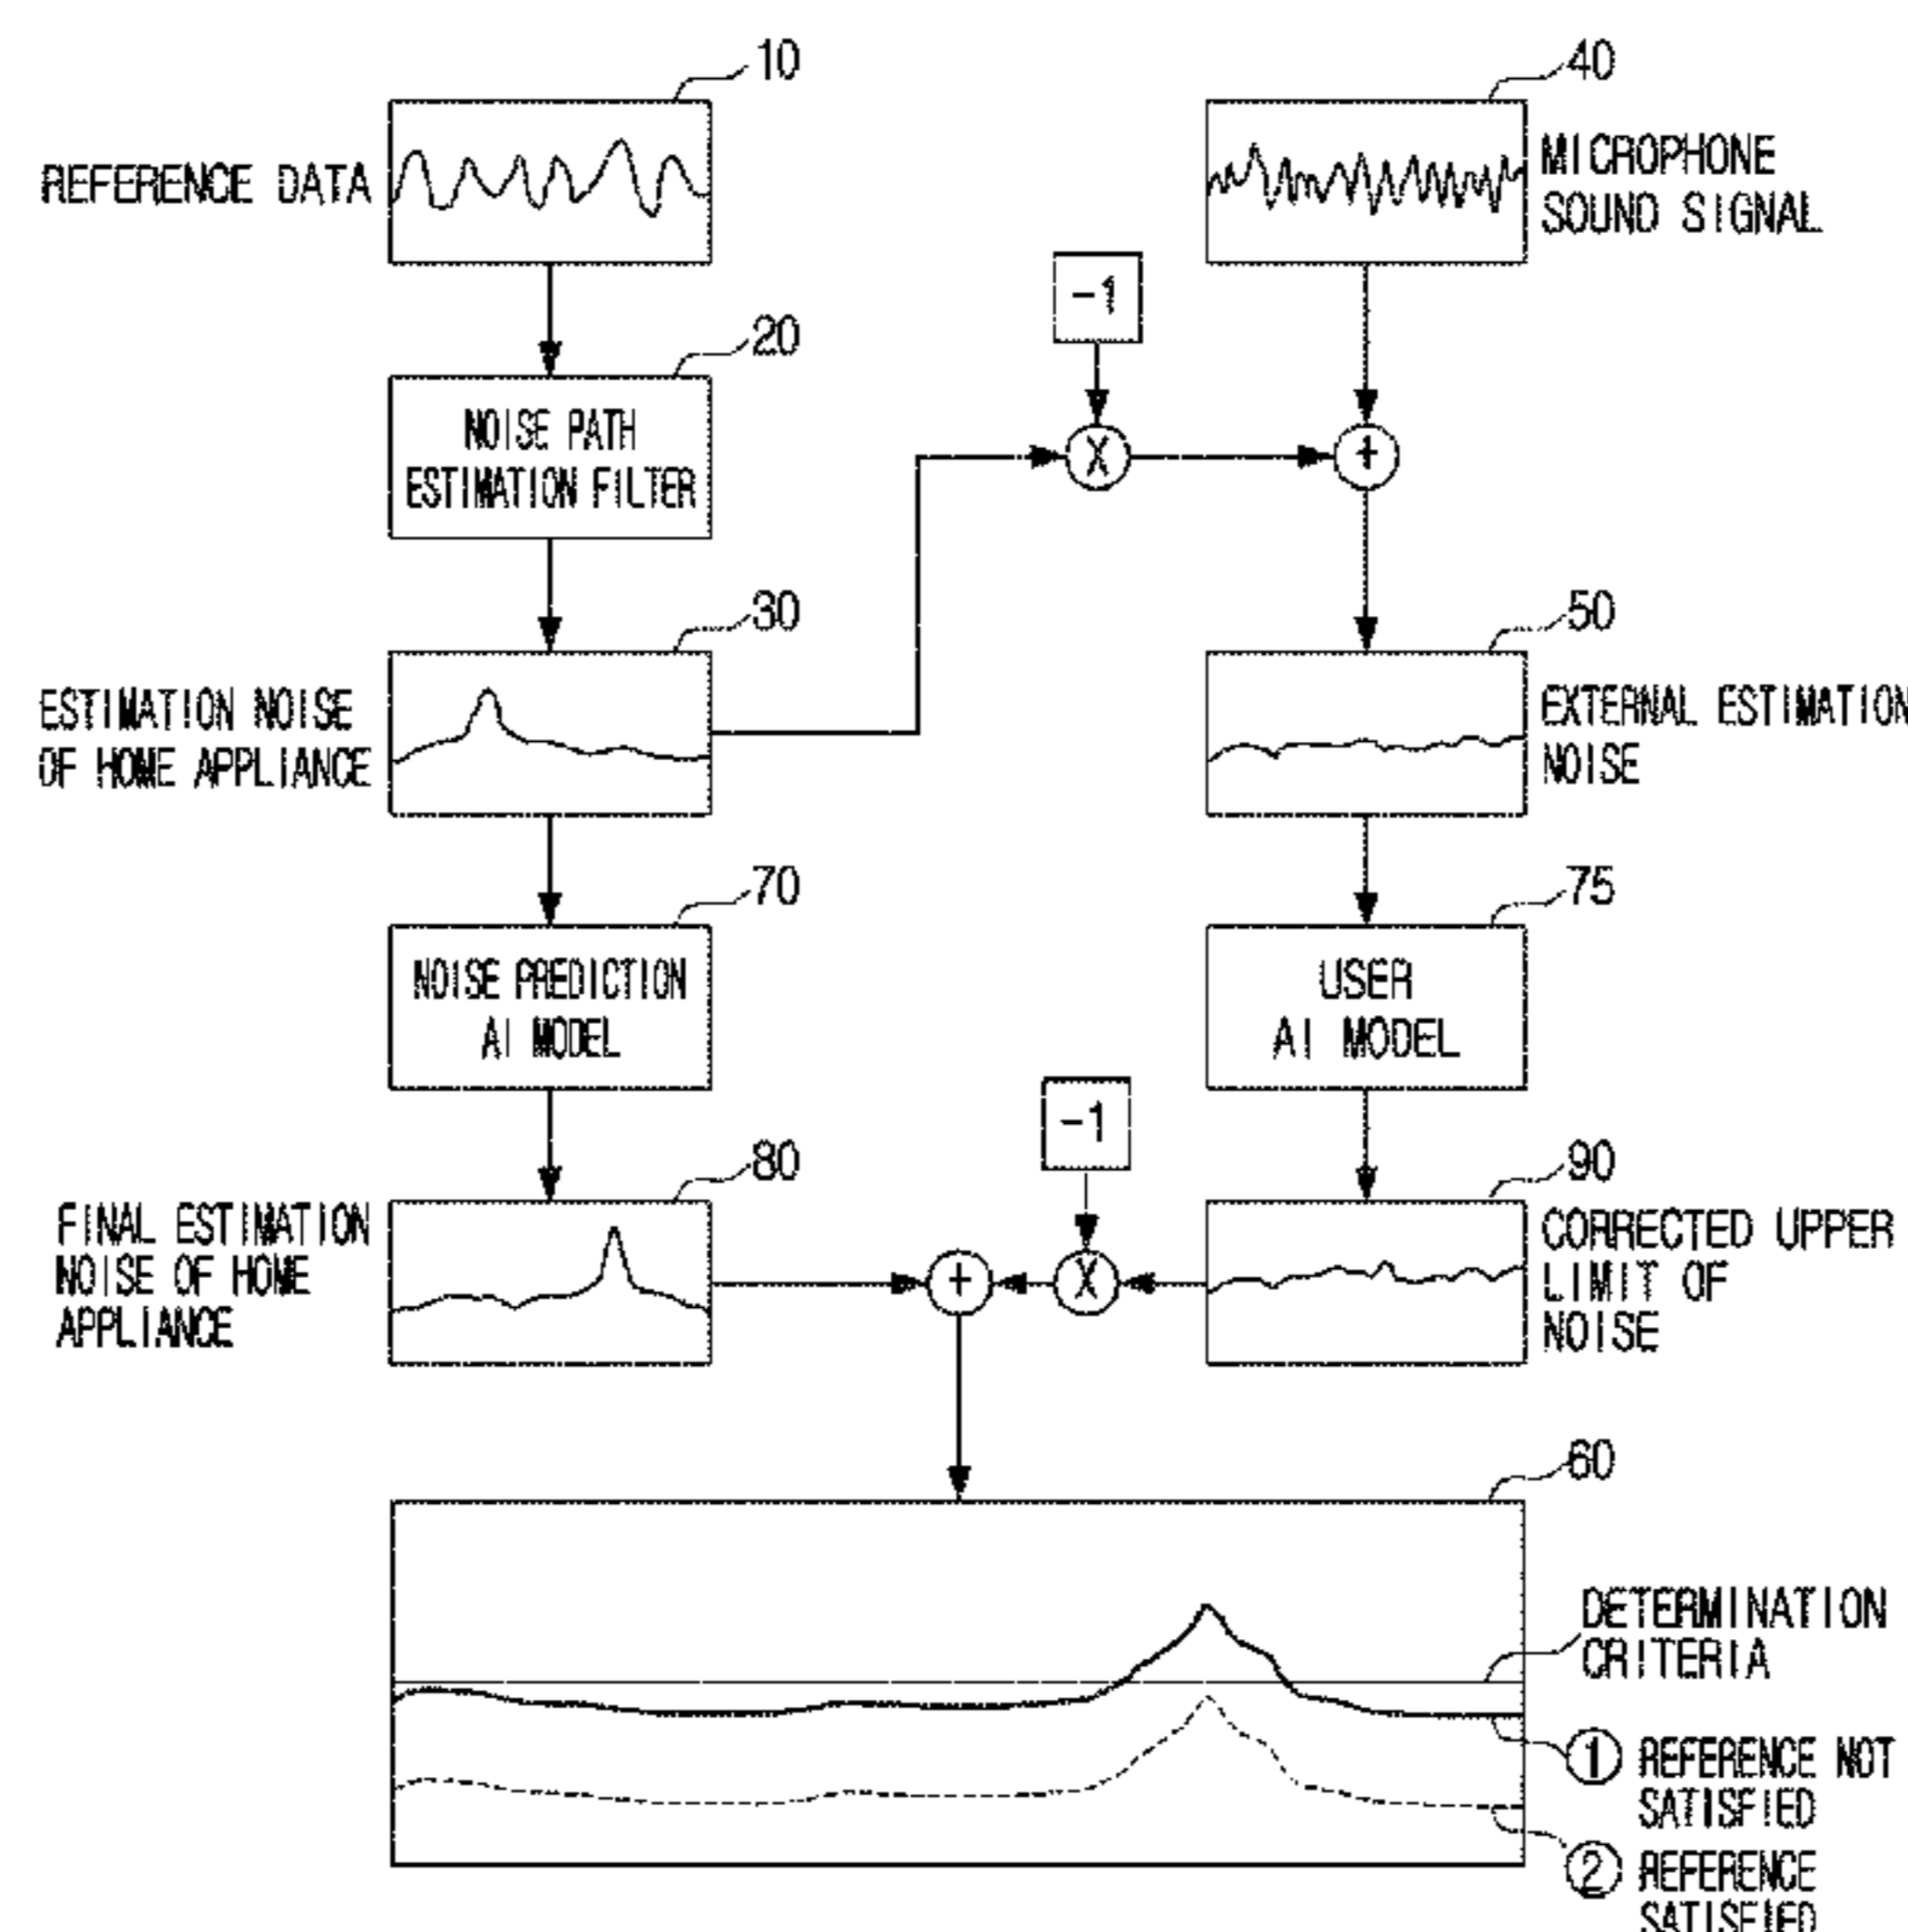 10
REFERENCE DATA
40
MICROPHONE
SOUND SIGNAL
-1
20
NOISE PATH
ESTIMATION FILTER
X
+
30
ESTIMATION NOISE
OF HOME APPLIANCE
50
EXTERNAL ESTIMATION
NOISE
70
NOISE PREDICTION
AI MODEL
75
USER
AI MODEL
-1
80
FINAL ESTIMATION
NOISE OF HOME
APPLIANCE
+
X
90
CORRECTED UPPER
LIMIT OF
NOISE
60
DETERMINATION
CRITERIA
① REFERENCE NOT
SATISFIED
② REFERENCE
SATISFIED